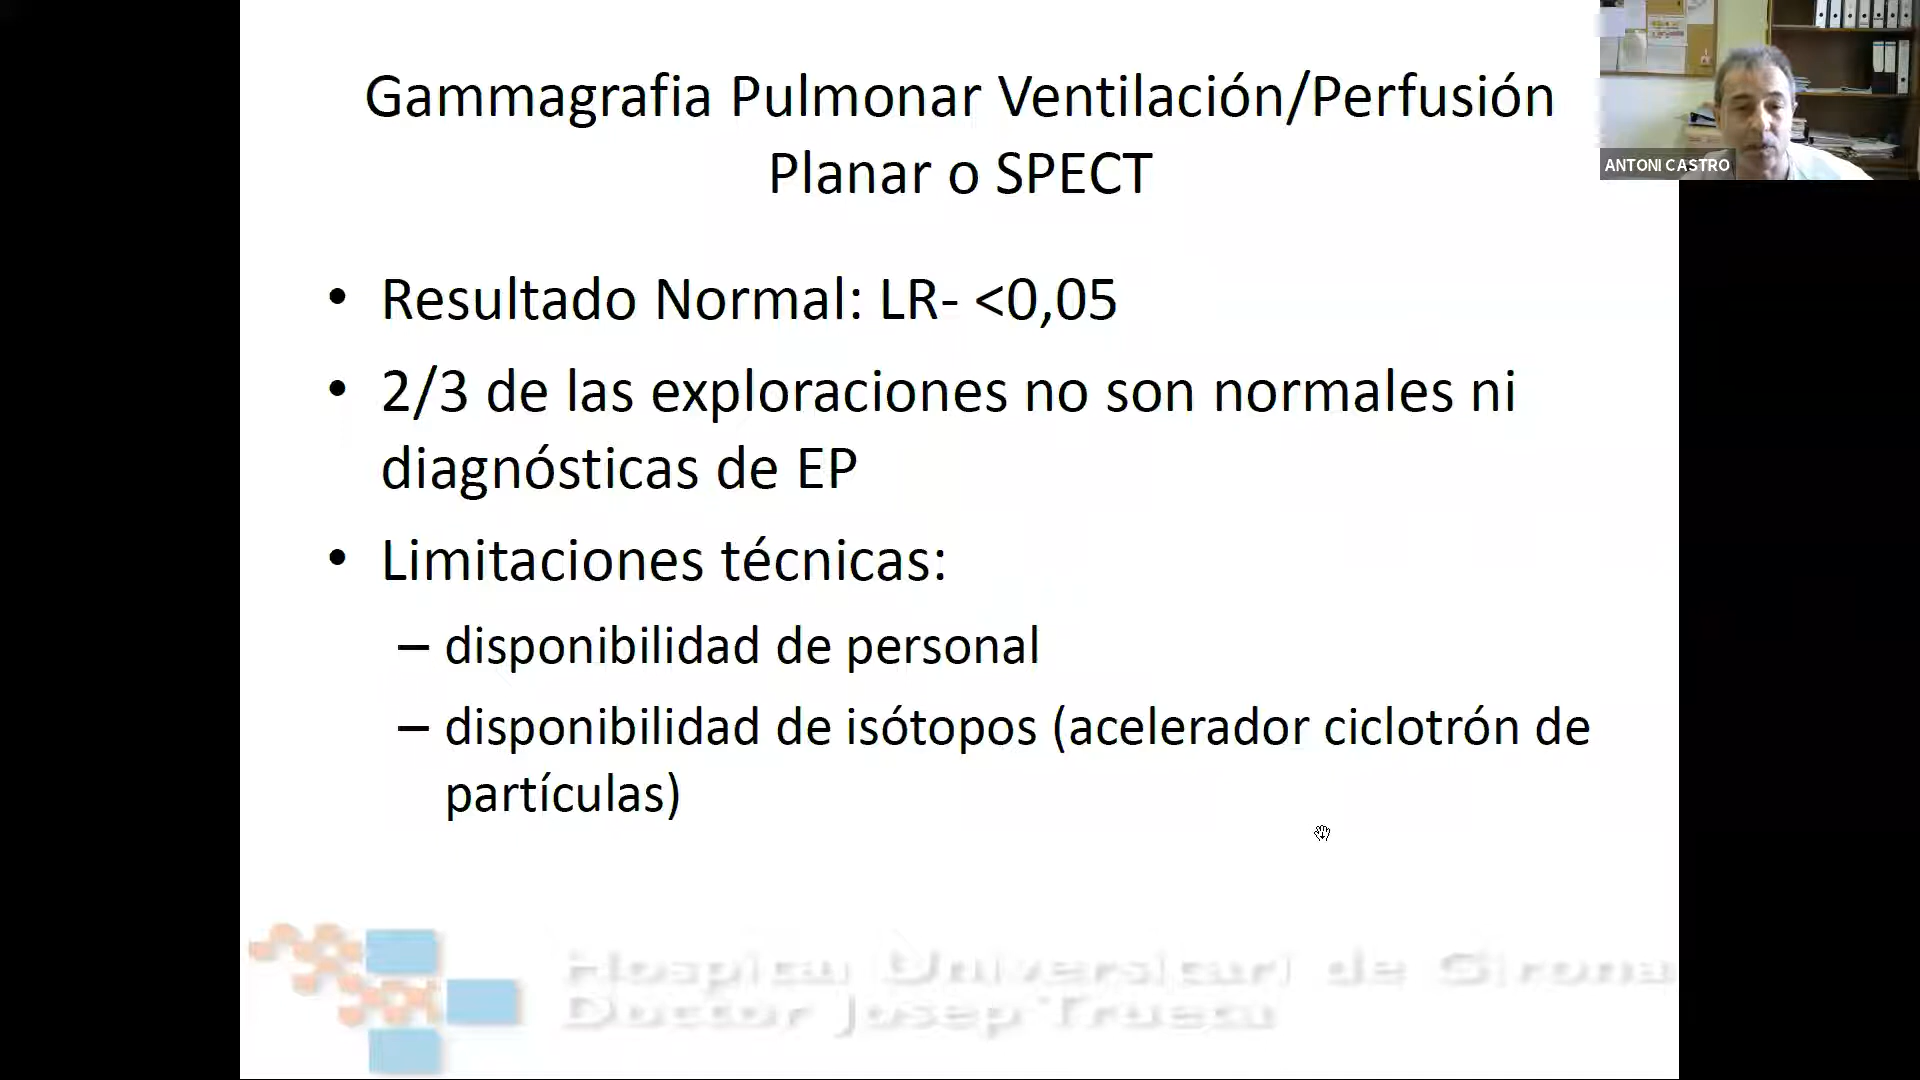 Gammagrafia Pulmonar Ventilación/Perfusión
Planar o SPECT
ANTONI CASTRO
• Resultado Normal: LR- <0,05
• 2/3 de las exploraciones no son normales ni
diagnósticas de EP
• Limitaciones técnicas:
– disponibilidad de personal
– disponibilidad de isótopos (acelerador ciclotrón de
partículas)
Hospital Universitari de Girona
Doctor Josep Trueta